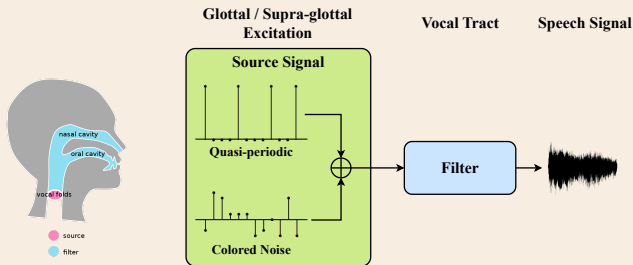 Glottal / Supra-glottal
Excitation
Vocal Tract
Speech Signal
Source Signal
nasal cavity
oral cavity
Quasi-periodic
Filter
vocal folds
source
filter
Colored Noise